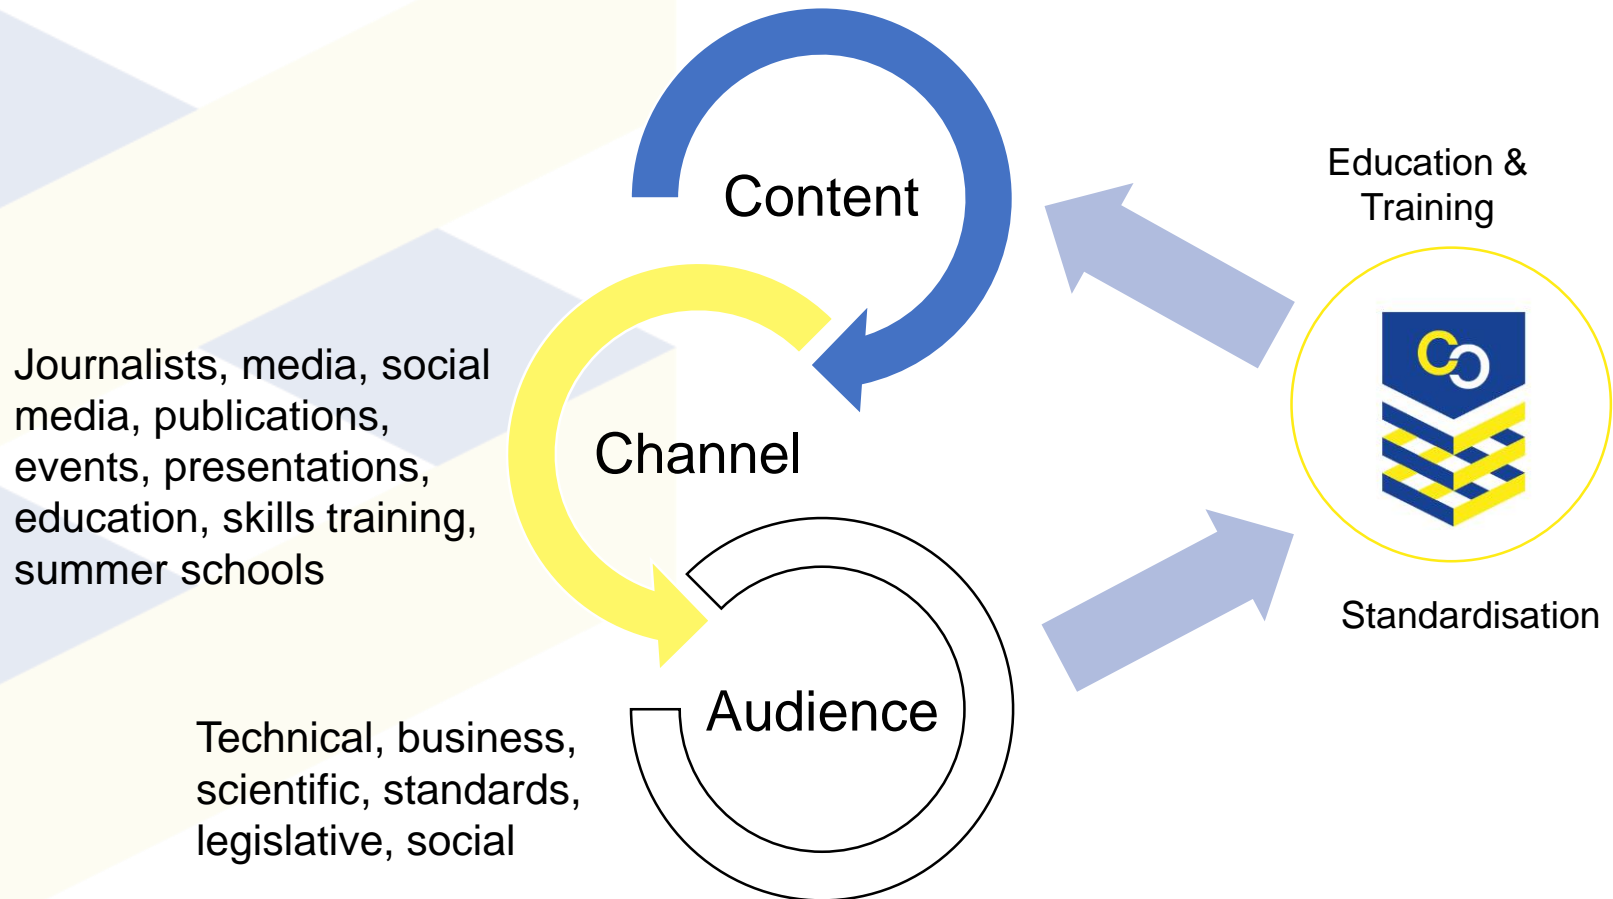 Content
Education &
Training
Journalists, media, social
media, publications,
events, presentations,
education, skills training,
summer schools
Channel
Standardisation
Audience
Technical, business,
scientific, standards,
legislative, social